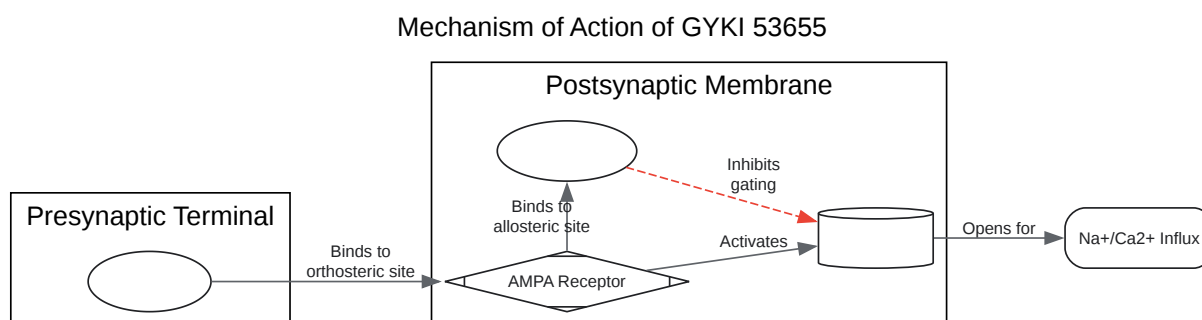 Mechanism of Action of GYKI 53655
Postsynaptic Membrane
Presynaptic Terminal
Binds to
orthosteric site
Binds to
allosteric site
AMPA Receptor
Inhibits
gating
Activates
Opens for
Na+/Ca2+ Influx